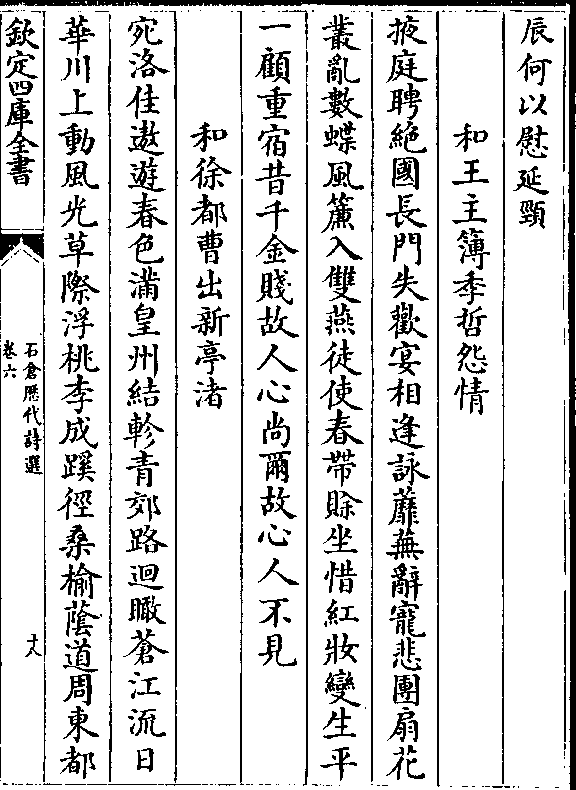 辰何以慰延頸
和王主簿季哲怨情
掖庭聘絶國長門失歡宴相逢詠蘼蕪辭寵悲團扇花
叢亂數蝶風簾入雙燕徒使春帶賖坐惜紅妝變生平
一顧重宿昔千金賤故人心尚爾故心人不見
和徐都曹出新亭渚
宛洛佳遨遊春色滿皇州結軫青郊路迴瞰蒼江流日
華川上動風光草際浮桃李成蹊徑桑榆蔭道周東都
欽定四庫全書
石倉歷代詩選
卷六
十八